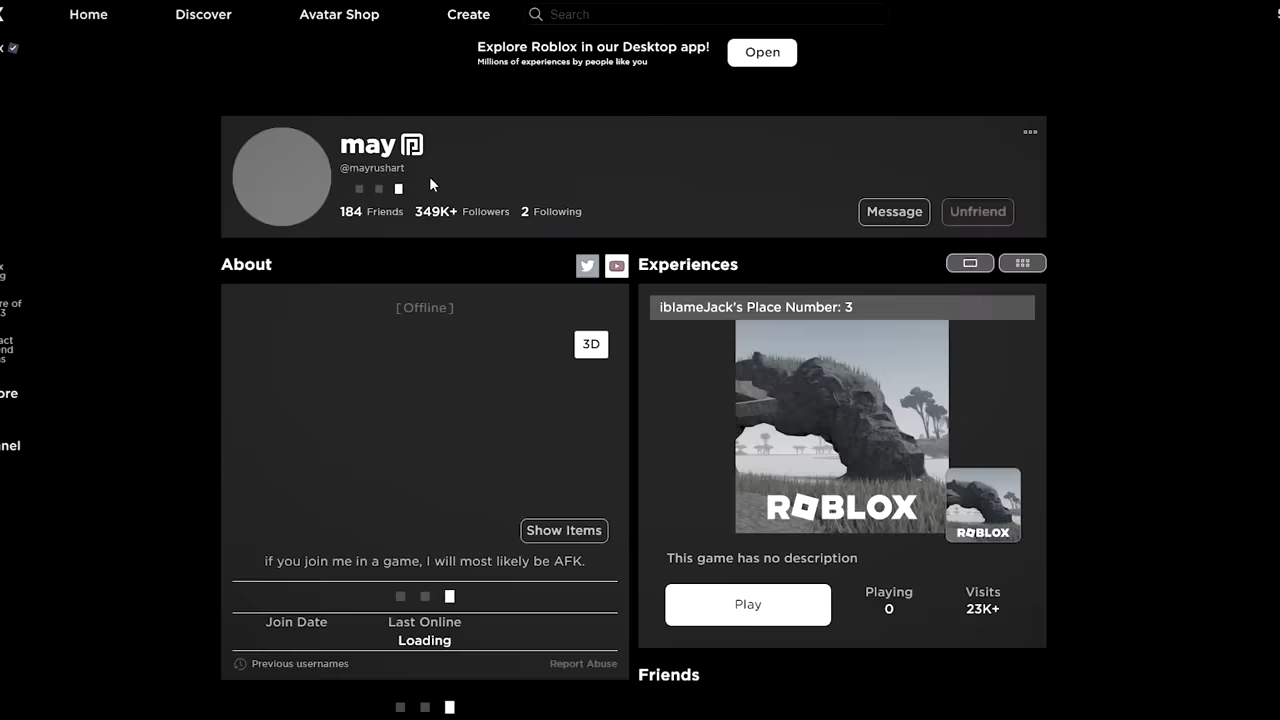 Home Discover Avatar Shop Create Search
Explore Roblox in our Desktop app!
Millions of experiences by people like you
Open
may
@mayrushart
184 Friends 349K+ Followers 2 Following
Message Unfriend
About
[ Offline ]
3D
Show Items
if you join me in a game, I will most likely be AFK.
Join Date Last Online
Loading
Previous usernames Report Abuse
Experiences
iblameJack's Place Number: 3
ROBLOX
ROBLOX
This game has no description
Play
Playing Visits
0 23K+
Friends